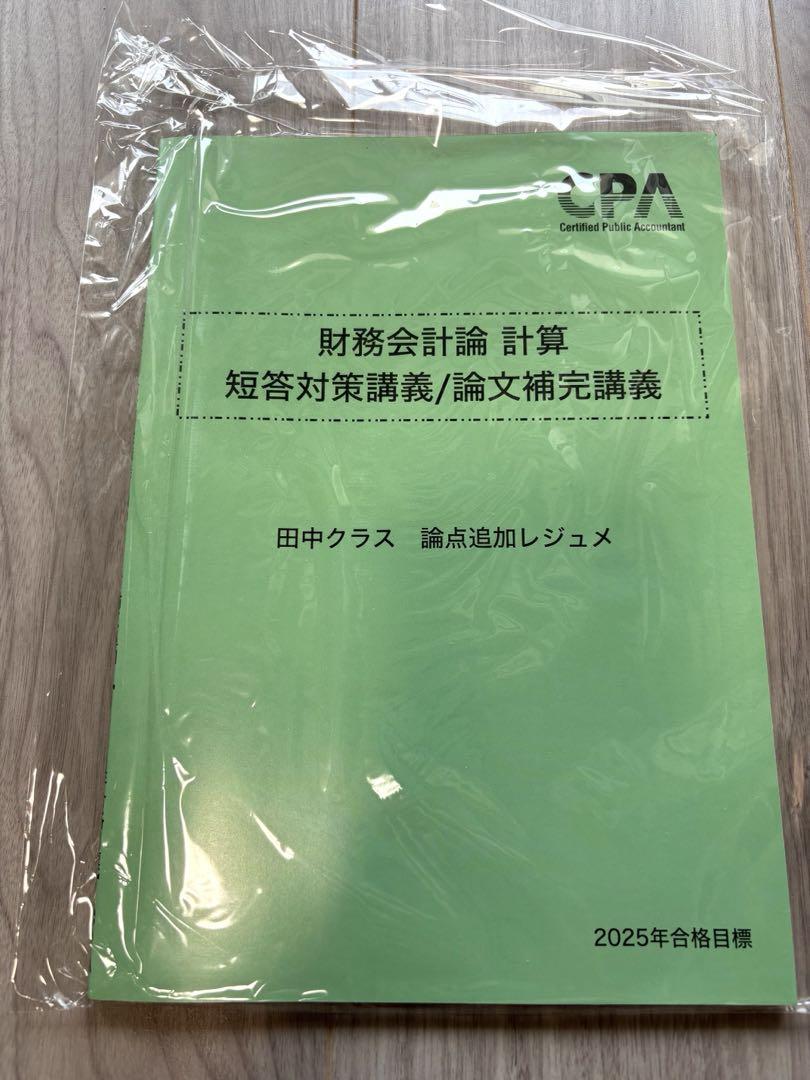 CPA
Certified Public Accountant
財務会計論 計算
短答対策講義/論文補完講義
田中クラス 論点追加レジュメ
2025年合格目標